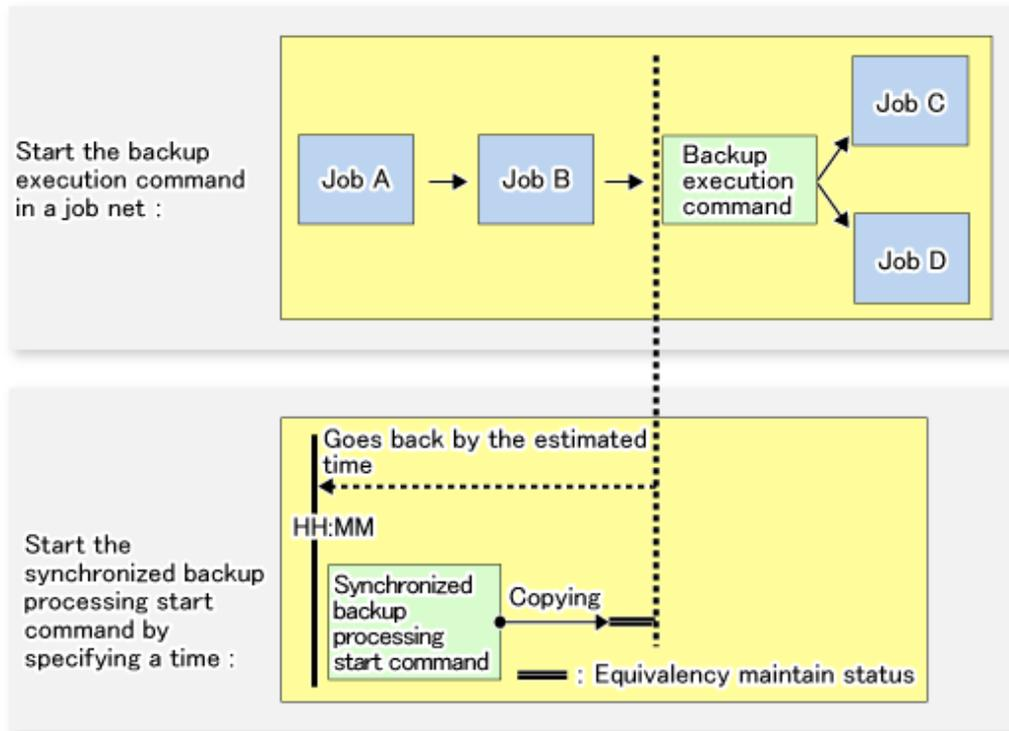 Start the backup
execution command
in a job net :
Job A
Job B
Backup
execution
command
Job C
Job D
Start the
synchronized backup
processing start
command by
specifying a time :
Goes back by the estimated
time
HH:MM
Synchronized
backup
processing
start command
Copying
: Equivalency maintain status